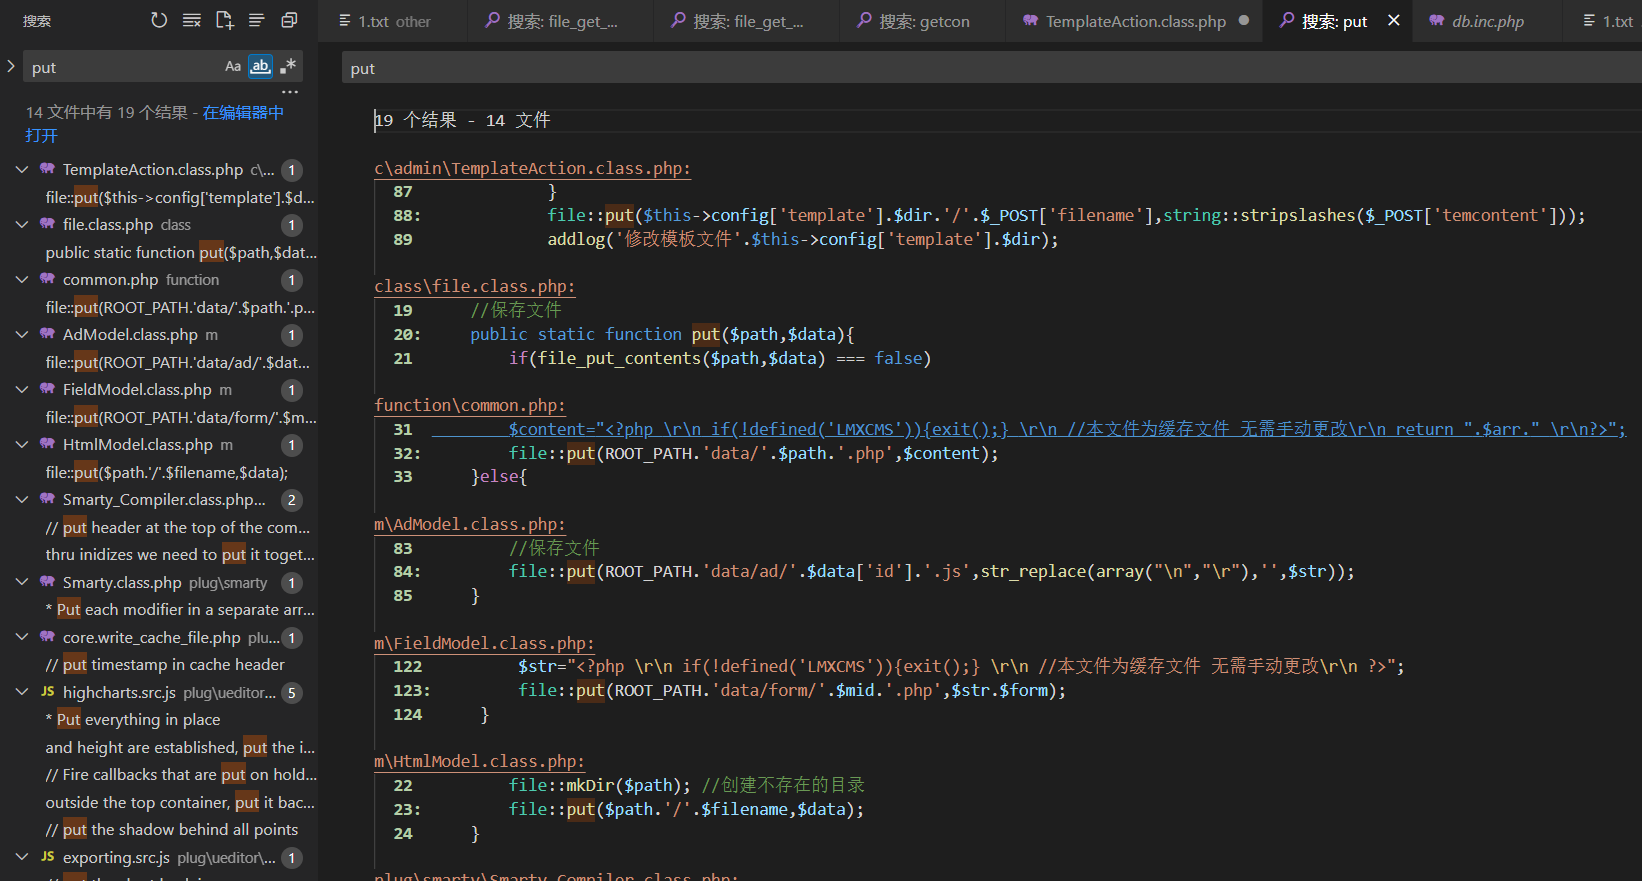 搜索
1.txt other
搜索: file_get_...
搜索: file_get_...
搜索: getcon
TemplateAction.class.php
搜索: put
db.inc.php
1.txt
put
Aa
ab
14 文件中有 19 个结果 - 在编辑器中
打开
TemplateAction.class.php c\... 1
file::put($this->config['template'].$d...
file.class.php class 1
public static function put($path,$dat...
common.php function 1
file::put(ROOT_PATH.'data/'.$path.'.p...
AdModel.class.php m 1
file::put(ROOT_PATH.'data/ad/'.$dat...
FieldModel.class.php m 1
file::put(ROOT_PATH.'data/form/'.$m...
HtmlModel.class.php m 1
file::put($path.'/'.$filename,$data);
Smarty_Compiler.class.php... 2
// put header at the top of the com...
thru inidizes we need to put it toget...
Smarty.class.php plug\smarty 1
* Put each modifier in a separate arr...
core.write_cache_file.php plu... 1
// put timestamp in cache header
JS highcharts.src.js plug\ueditor... 5
* Put everything in place
and height are established, put the i...
// Fire callbacks that are put on hold...
outside the top container, put it bac...
// put the shadow behind all points
JS exporting.src.js plug\ueditor\... 1
put
19 个结果 - 14 文件
c\admin\TemplateAction.class.php:
87 }
88: file::put($this->config['template'].$dir.'/'.$_POST['filename'],string::stripslashes($_POST['temcontent']));
89 addlog('修改模板文件'.$this->config['template'].$dir);
class\file.class.php:
19 //保存文件
20: public static function put($path,$data){
21 if(file_put_contents($path,$data) === false)
function\common.php:
31 $content="<?php \r\n if(!defined('LMXCMS')){exit();} \r\n //本文件为缓存文件 无需手动更改\r\n return ".$arr." \r\n?>";
32: file::put(ROOT_PATH.'data/'.$path.'.php',$content);
33 }else{
m\AdModel.class.php:
83 //保存文件
84: file::put(ROOT_PATH.'data/ad/'.$data['id'].'.js',str_replace(array("\n","\r"),'',$str));
85 }
m\FieldModel.class.php:
122 $str="<?php \r\n if(!defined('LMXCMS')){exit();} \r\n //本文件为缓存文件 无需手动更改\r\n ?>";
123: file::put(ROOT_PATH.'data/form/'.$mid.'.php',$str.$form);
124 }
m\HtmlModel.class.php:
22 file::mkDir($path); //创建不存在的目录
23: file::put($path.'/'.$filename,$data);
24 }
plug\smarty\Smarty_Compiler.class.php: